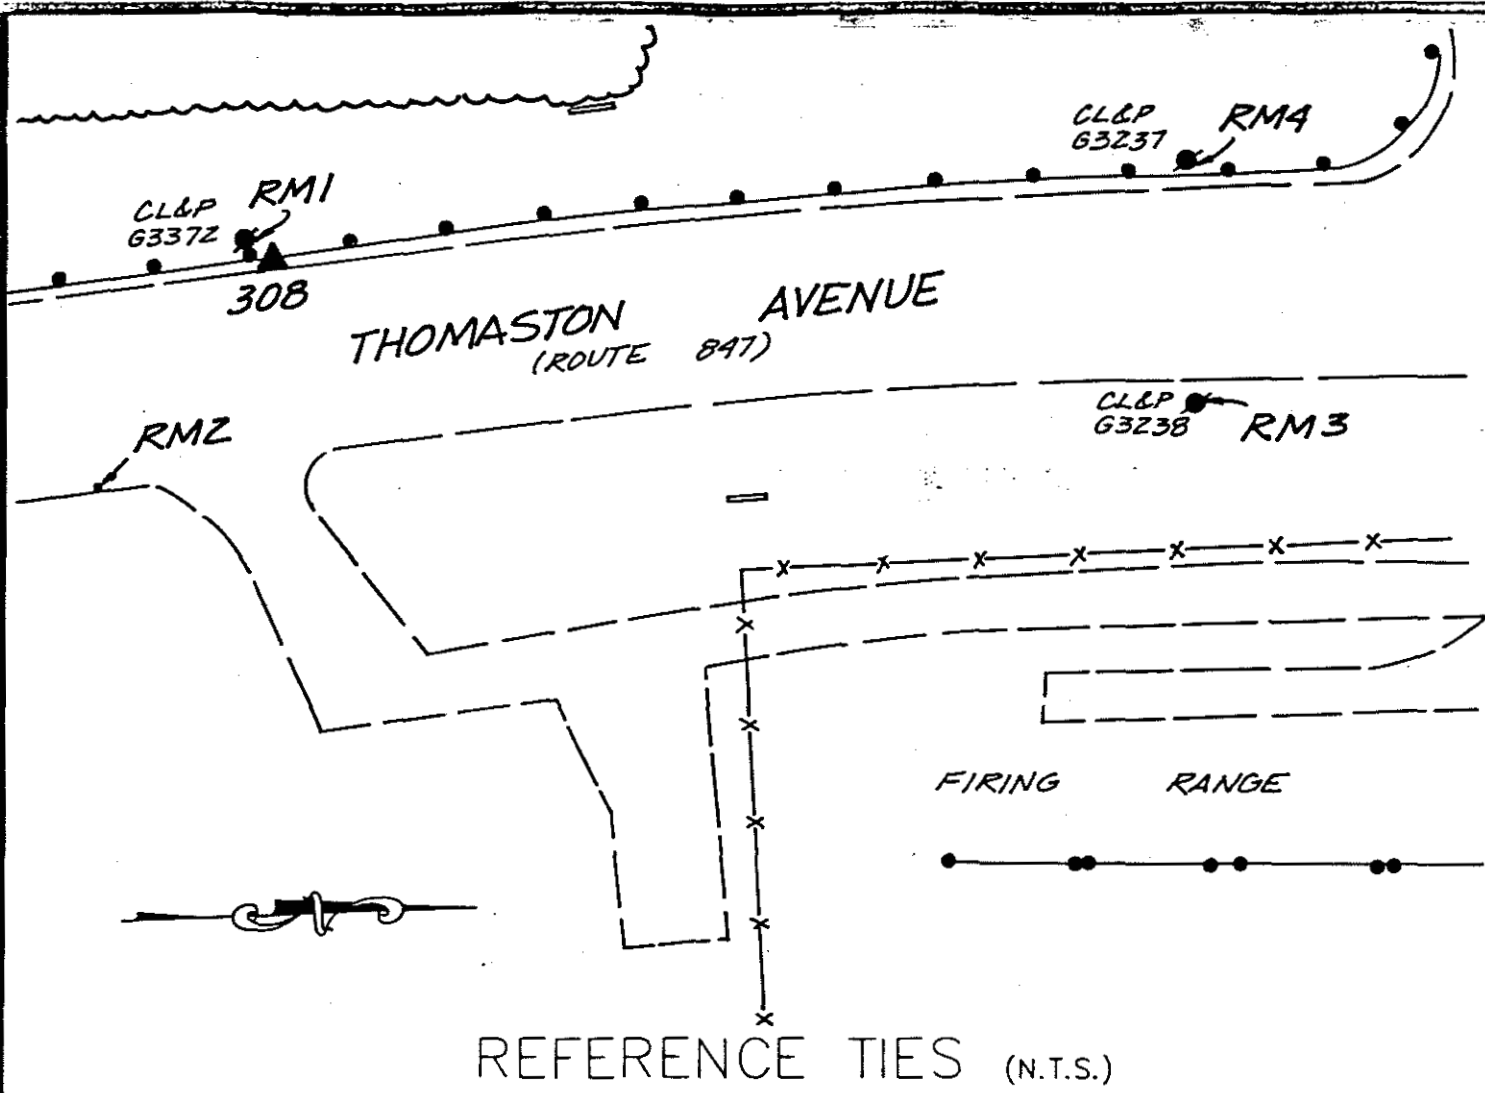 CL&P
G3237
RM4
CL&P
G3372
RM1
308
THOMASTON AVENUE
(ROUTE 847)
CL&P
G3238
RM3
RM2
FIRING RANGE
REFERENCE TIES (N.T.S.)